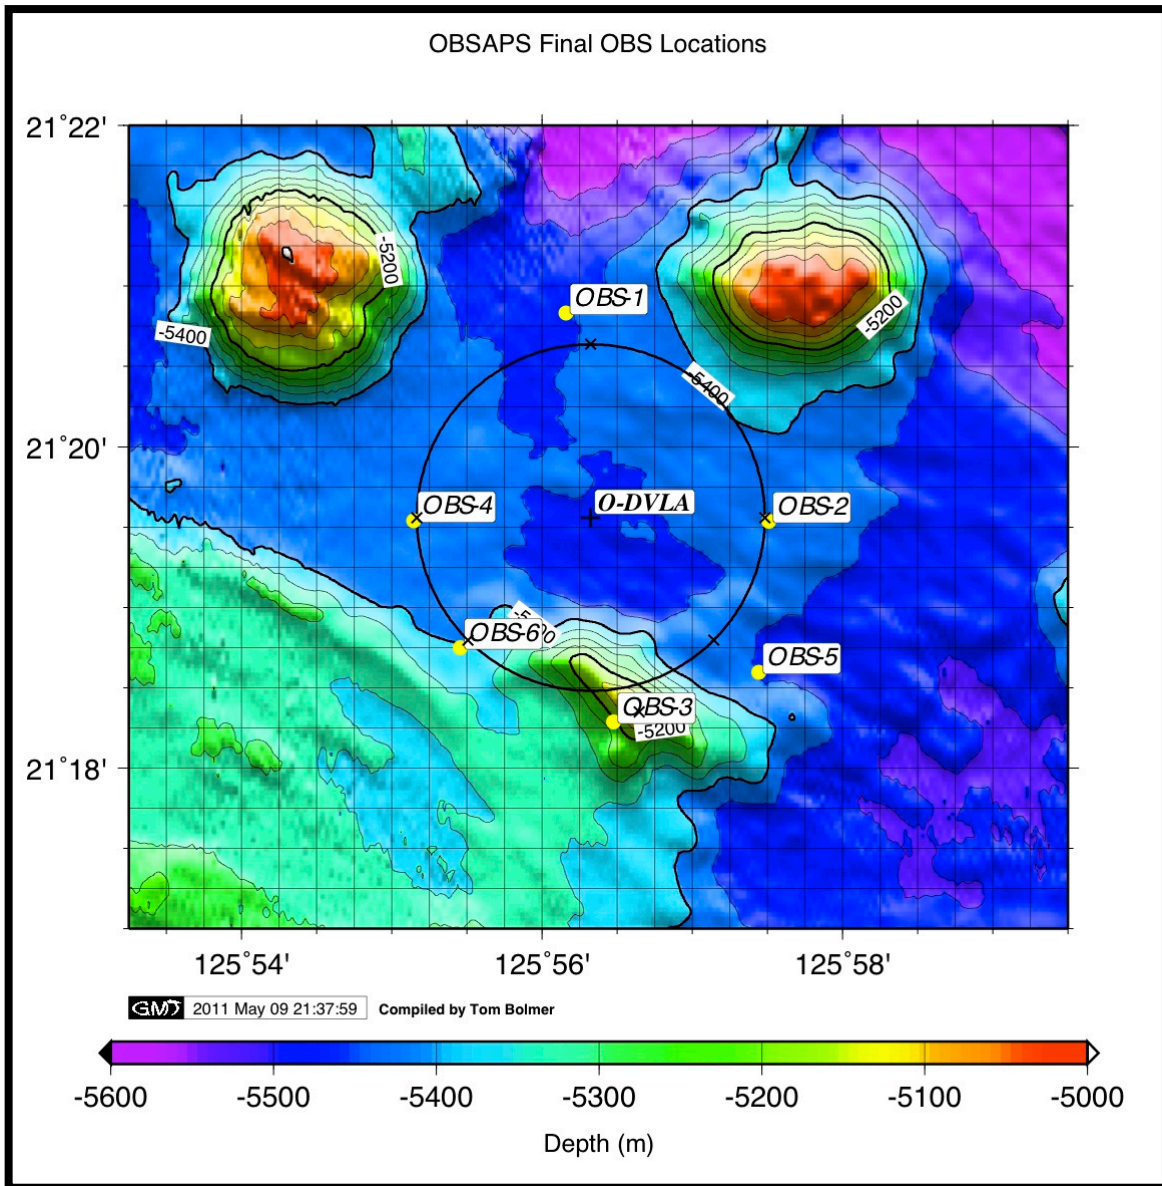 OBSAPS Final OBS Locations
21°22'
-5200
OBS-1
-5200
-5400
-5400
21°20'
O-DVLA
OBS-4
OBS-2
OBS-6
OBS-5
OBS-3
-5200
21°18'
125°54' 125°56' 125°58'
GMT 2011 May 09 21:37:59 Compiled by Tom Bolmer
-5600 -5500 -5400 -5300 -5200 -5100 -5000
Depth (m)